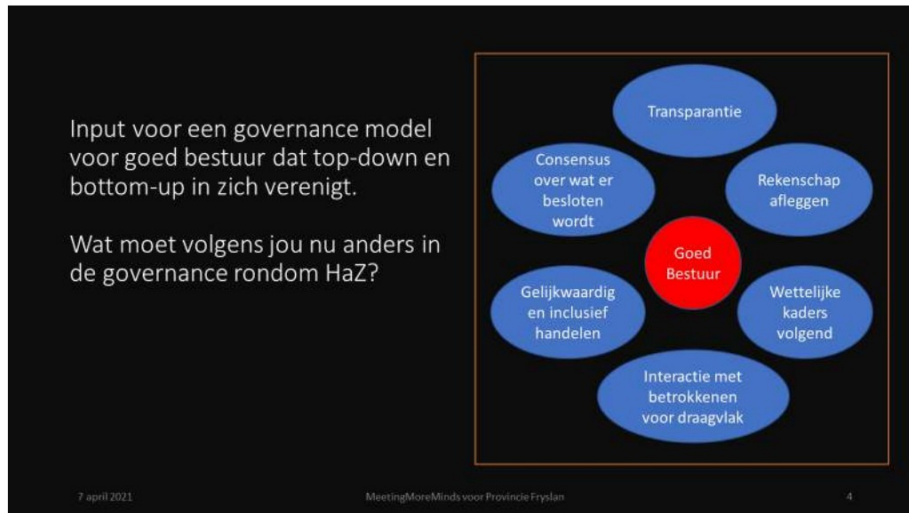 Input voor een governance model
voor goed bestuur dat top-down en
bottom-up in zich verenigt.
Wat moet volgens jou nu anders in
de governance rondom HaZ?
Transparantie
Consensus
over wat er
besloten
wordt
Rekenschap
afleggen
Goed
Bestuur
Gelijkwaardig
en inclusief
handelen
Wettelijke
kaders
volgend
Interactie met
betrokkenen
voor draagvlak
7 april 2021
MeetingMoreMinds voor Provincie Fryslan
4